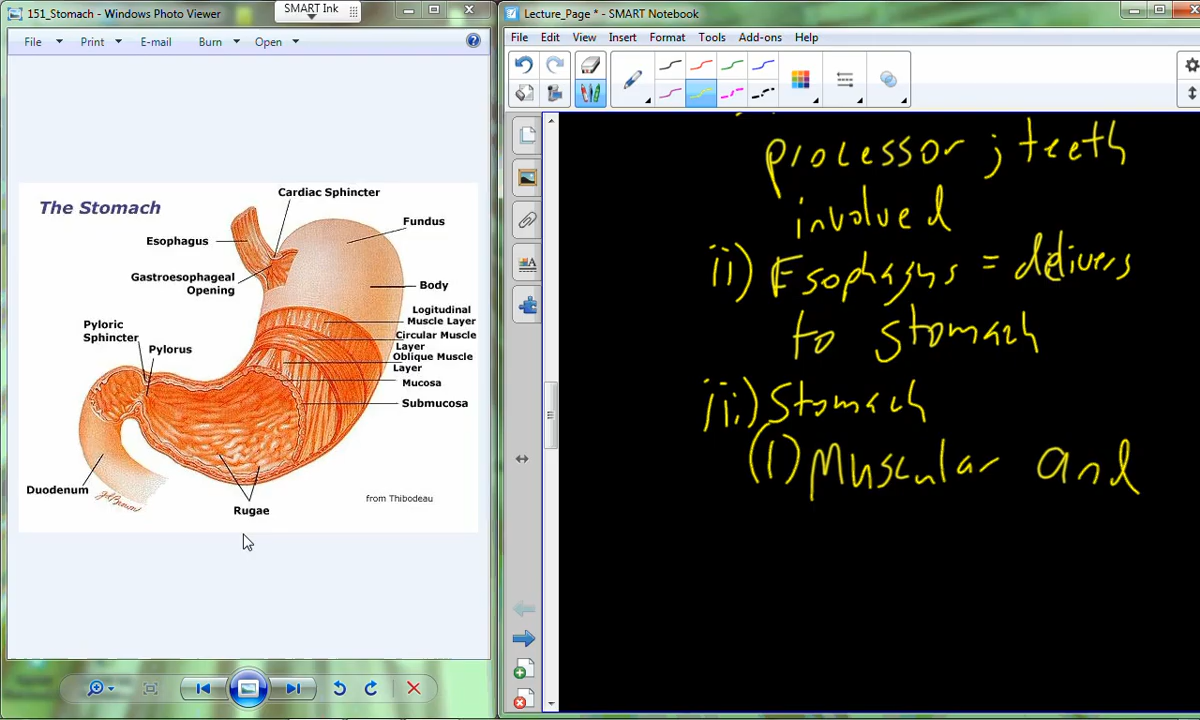 151_Stomach - Windows Photo Viewer
SMART Ink
File Print E-mail Burn Open
The Stomach
Cardiac Sphincter
Fundus
Esophagus
Gastroesophageal
Opening
Body
Logitudinal
Muscle Layer
Circular Muscle
Layer
Oblique Muscle
Layer
Mucosa
Submucosa
Pyloric
Sphincter
Pylorus
Duodenum
Rugae
from Thibodeau
Lecture_Page * - SMART Notebook
File Edit View Insert Format Tools Add-ons Help
processor ; teeth
involved
ii) Esophagus = delivers
to stomach
iii) Stomach
(1) Muscular and